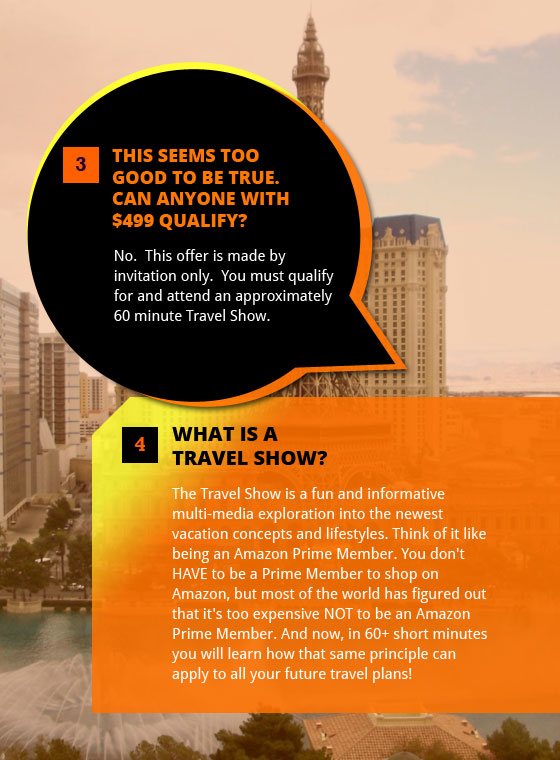 3
THIS SEEMS TOO
GOOD TO BE TRUE.
CAN ANYONE WITH
$499 QUALIFY?
No.  This offer is made by
invitation only.  You must qualify
for and attend an approximately
60 minute Travel Show.
4
WHAT IS A
TRAVEL SHOW?
The Travel Show is a fun and informative
multi-media exploration into the newest
vacation concepts and lifestyles. Think of it like
being an Amazon Prime Member. You don't
HAVE to be a Prime Member to shop on
Amazon, but most of the world has figured out
that it's too expensive NOT to be an Amazon
Prime Member. And now, in 60+ short minutes
you will learn how that same principle can
apply to all your future travel plans!